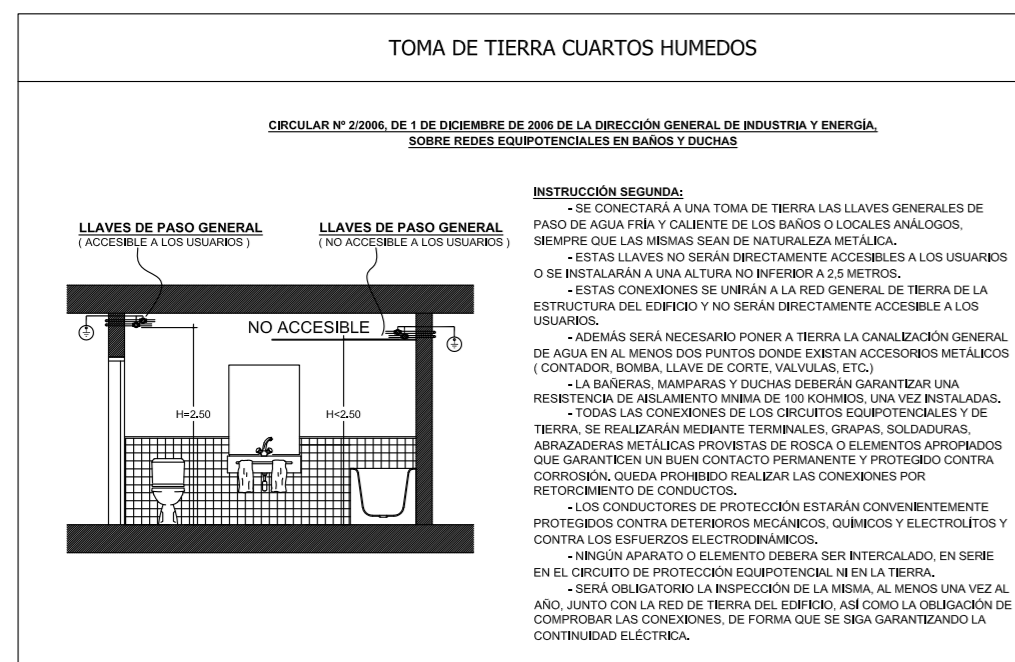 TOMA DE TIERRA CUARTOS HUMEDOS
CIRCULAR Nº 2/2006, DE 1 DE DICIEMBRE DE 2006 DE LA DIRECCIÓN GENERAL DE INDUSTRIA Y ENERGÍA,
SOBRE REDES EQUIPOTENCIALES EN BAÑOS Y DUCHAS
LLAVES DE PASO GENERAL
( ACCESIBLE A LOS USUARIOS )
LLAVES DE PASO GENERAL
( NO ACCESIBLE A LOS USUARIOS )
NO ACCESIBLE
H=2.50
H<2.50
INSTRUCCIÓN SEGUNDA:
- SE CONECTARÁ A UNA TOMA DE TIERRA LAS LLAVES GENERALES DE
PASO DE AGUA FRÍA Y CALIENTE DE LOS BAÑOS O LOCALES ANÁLOGOS,
SIEMPRE QUE LAS MISMAS SEAN DE NATURALEZA METÁLICA.
- ESTAS LLAVES NO SERÁN DIRECTAMENTE ACCESIBLES A LOS USUARIOS
O SE INSTALARÁN A UNA ALTURA NO INFERIOR A 2,5 METROS.
- ESTAS CONEXIONES SE UNIRÁN A LA RED GENERAL DE TIERRA DE LA
ESTRUCTURA DEL EDIFICIO Y NO SERÁN DIRECTAMENTE ACCESIBLE A LOS
USUARIOS.
- ADEMÁS SERÁ NECESARIO PONER A TIERRA LA CANALIZACIÓN GENERAL
DE AGUA EN AL MENOS DOS PUNTOS DONDE EXISTAN ACCESORIOS METÁLICOS
( CONTADOR, BOMBA, LLAVE DE CORTE, VALVULAS, ETC.)
- LA BAÑERAS, MAMPARAS Y DUCHAS DEBERÁN GARANTIZAR UNA
RESISTENCIA DE AISLAMIENTO MNIMA DE 100 KOHMIOS, UNA VEZ INSTALADAS.
- TODAS LAS CONEXIONES DE LOS CIRCUITOS EQUIPOTENCIALES Y DE
TIERRA, SE REALIZARÁN MEDIANTE TERMINALES, GRAPAS, SOLDADURAS,
ABRAZADERAS METÁLICAS PROVISTAS DE ROSCA O ELEMENTOS APROPIADOS
QUE GARANTICEN UN BUEN CONTACTO PERMANENTE Y PROTEGIDO CONTRA
CORROSIÓN. QUEDA PROHIBIDO REALIZAR LAS CONEXIONES POR
RETORCIMIENTO DE CONDUCTOS.
- LOS CONDUCTORES DE PROTECCIÓN ESTARÁN CONVENIENTEMENTE
PROTEGIDOS CONTRA DETERIOROS MECÁNICOS, QUÍMICOS Y ELECTROLÍTOS Y
CONTRA LOS ESFUERZOS ELECTRODINÁMICOS.
- NINGÚN APARATO O ELEMENTO DEBERA SER INTERCALADO, EN SERIE
EN EL CIRCUITO DE PROTECCIÓN EQUIPOTENCIAL NI EN LA TIERRA.
- SERÁ OBLIGATORIO LA INSPECCIÓN DE LA MISMA, AL MENOS UNA VEZ AL
AÑO, JUNTO CON LA RED DE TIERRA DEL EDIFICIO, ASÍ COMO LA OBLIGACIÓN DE
COMPROBAR LAS CONEXIONES, DE FORMA QUE SE SIGA GARANTIZANDO LA
CONTINUIDAD ELÉCTRICA.